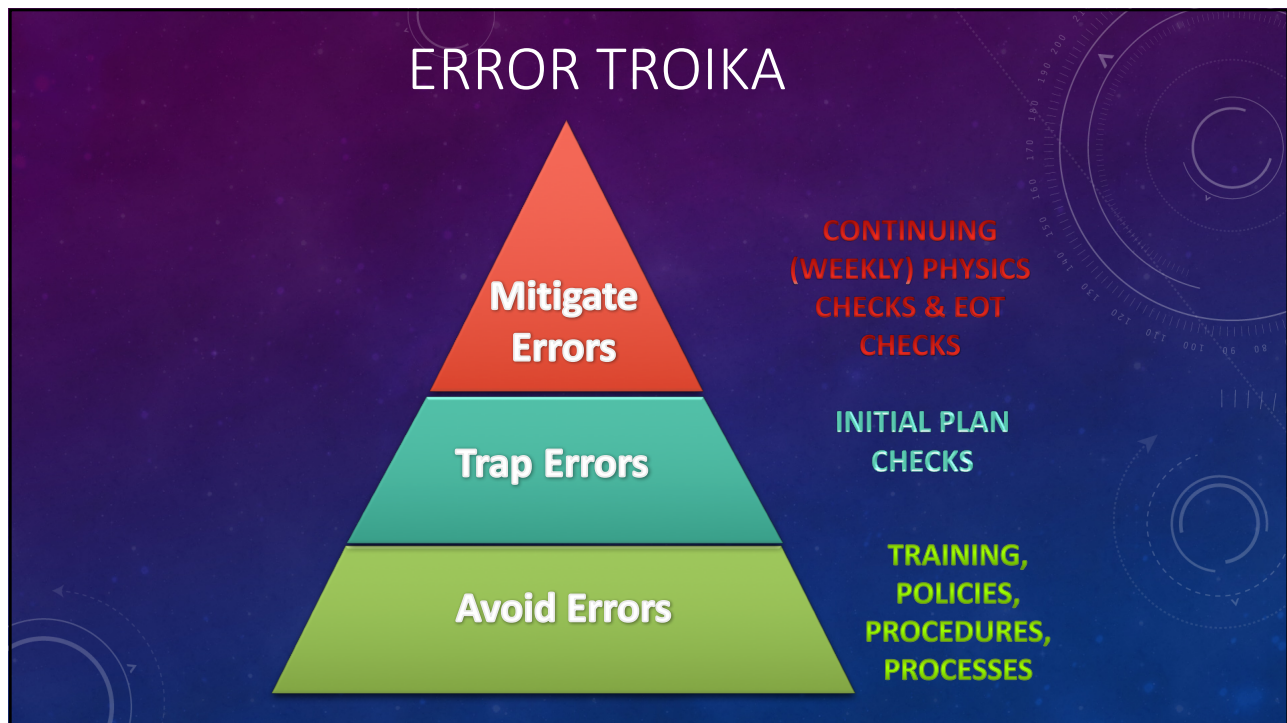 ERROR TROIKA
Mitigate
Errors
CONTINUING
(WEEKLY) PHYSICS
CHECKS & EOT
CHECKS
Trap Errors
INITIAL PLAN
CHECKS
Avoid Errors
TRAINING,
POLICIES,
PROCEDURES,
PROCESSES